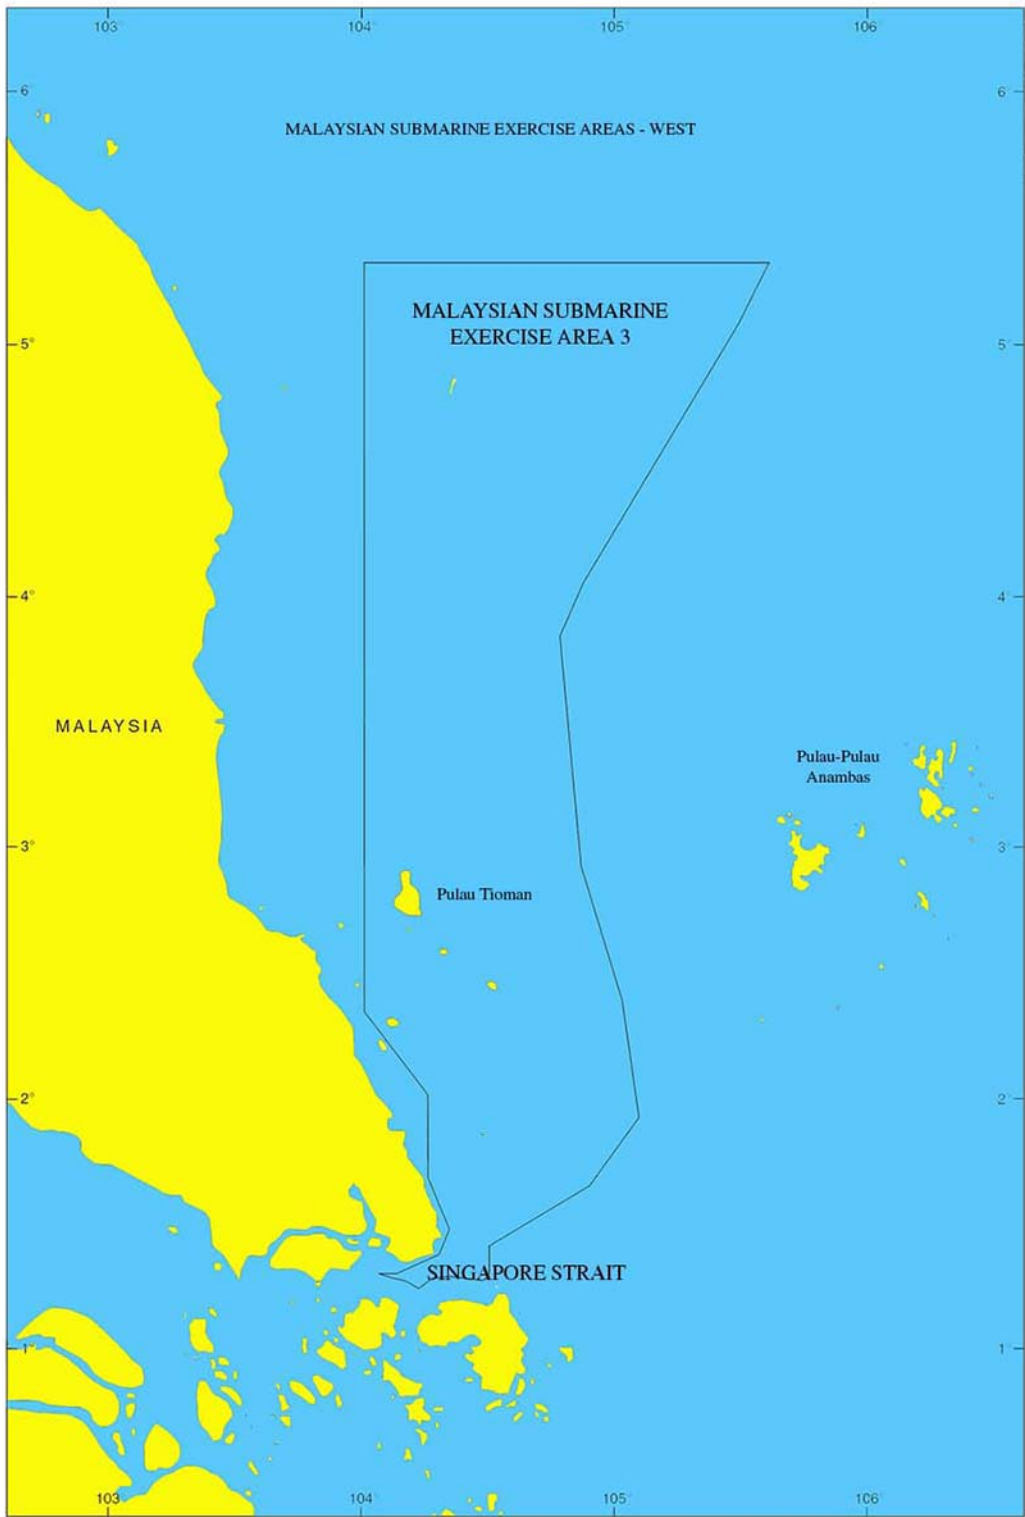 103° 104° 105° 106°
6° 6°
MALAYSIAN SUBMARINE EXERCISE AREAS - WEST
MALAYSIAN SUBMARINE
EXERCISE AREA 3
5° 5°
4° 4°
MALAYSIA
Pulau-Pulau
Anambas
3° 3°
Pulau Tioman
2° 2°
SINGAPORE STRAIT
1° 1°
103° 104° 105° 106°